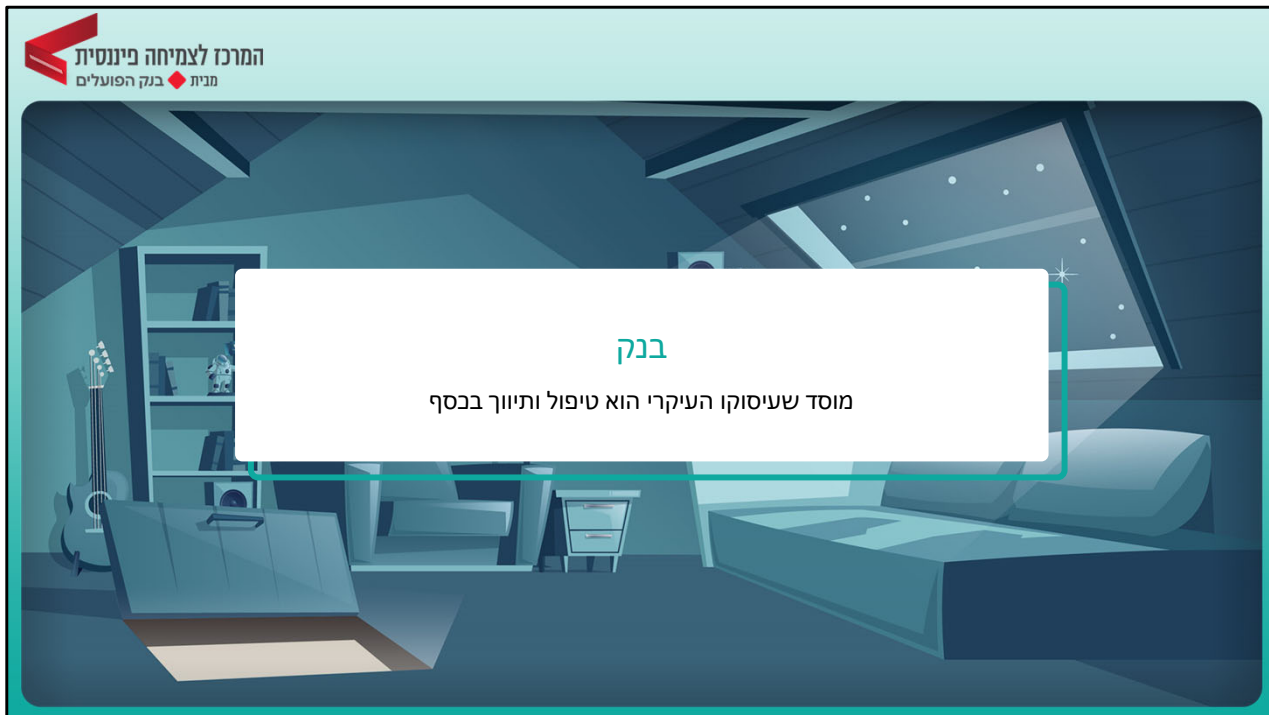 המרכז לצמיחה פיננסית
מבית בנק הפועלים
בנק
מוסד שעיסוקו העיקרי הוא טיפול ותיווך בכסף